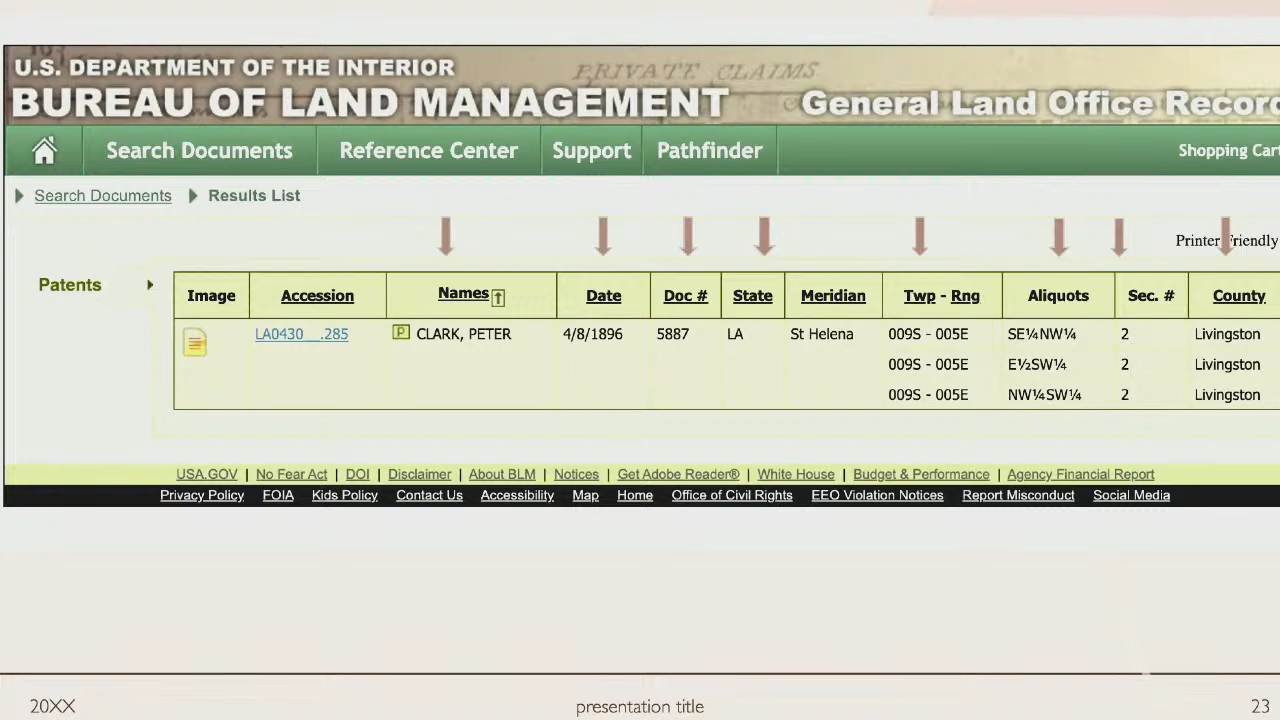 PRIVATE CLAIMS
U.S. DEPARTMENT OF THE INTERIOR
BUREAU OF LAND MANAGEMENT General Land Office Recor
Search Documents Reference Center Support Pathfinder Shopping Cart
Search Documents Results List
Printer Friendly
Patents
Image Accession Names Date Doc # State Meridian Twp - Rng Aliquots Sec. # County
LA0430__.285 P CLARK, PETER 4/8/1896 5887 LA St Helena 009S - 005E SE¼NW¼ 2 Livingston
009S - 005E E½SW¼ 2 Livingston
009S - 005E NW¼SW¼ 2 Livingston
USA.GOV | No Fear Act | DOI | Disclaimer | About BLM | Notices | Get Adobe Reader® | White House | Budget & Performance | Agency Financial Report
Privacy Policy FOIA Kids Policy Contact Us Accessibility Map Home Office of Civil Rights EEO Violation Notices Report Misconduct Social Media
20XX presentation title 23